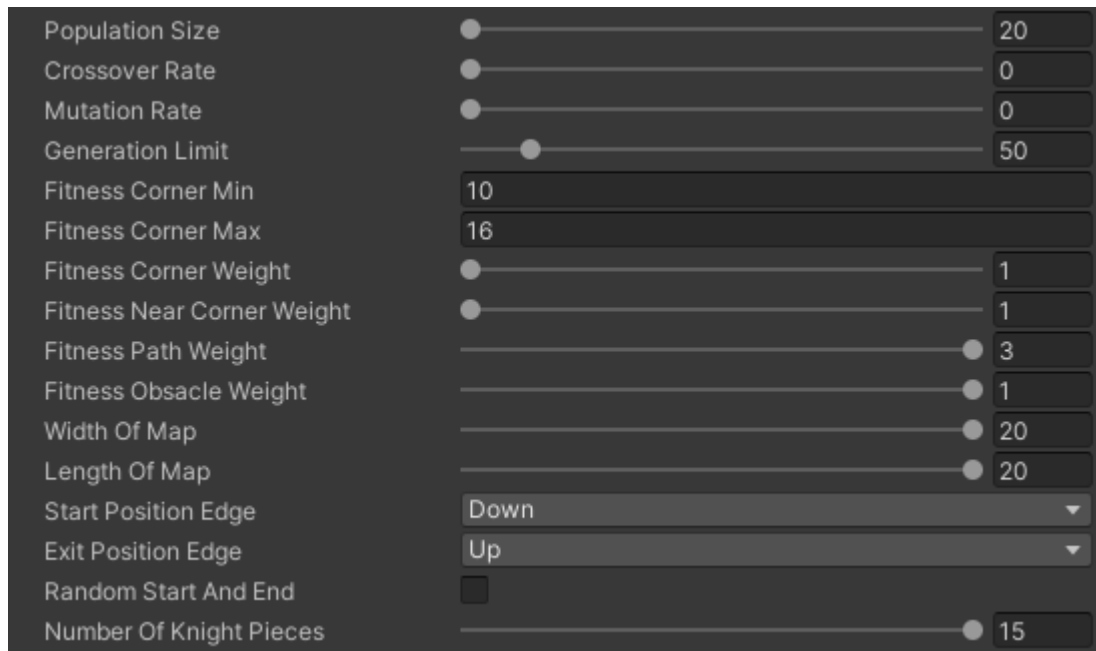 Population Size 20
Crossover Rate 0
Mutation Rate 0
Generation Limit 50
Fitness Corner Min 10
Fitness Corner Max 16
Fitness Corner Weight 1
Fitness Near Corner Weight 1
Fitness Path Weight 3
Fitness Obsacle Weight 1
Width Of Map 20
Length Of Map 20
Start Position Edge Down
Exit Position Edge Up
Random Start And End
Number Of Knight Pieces 15